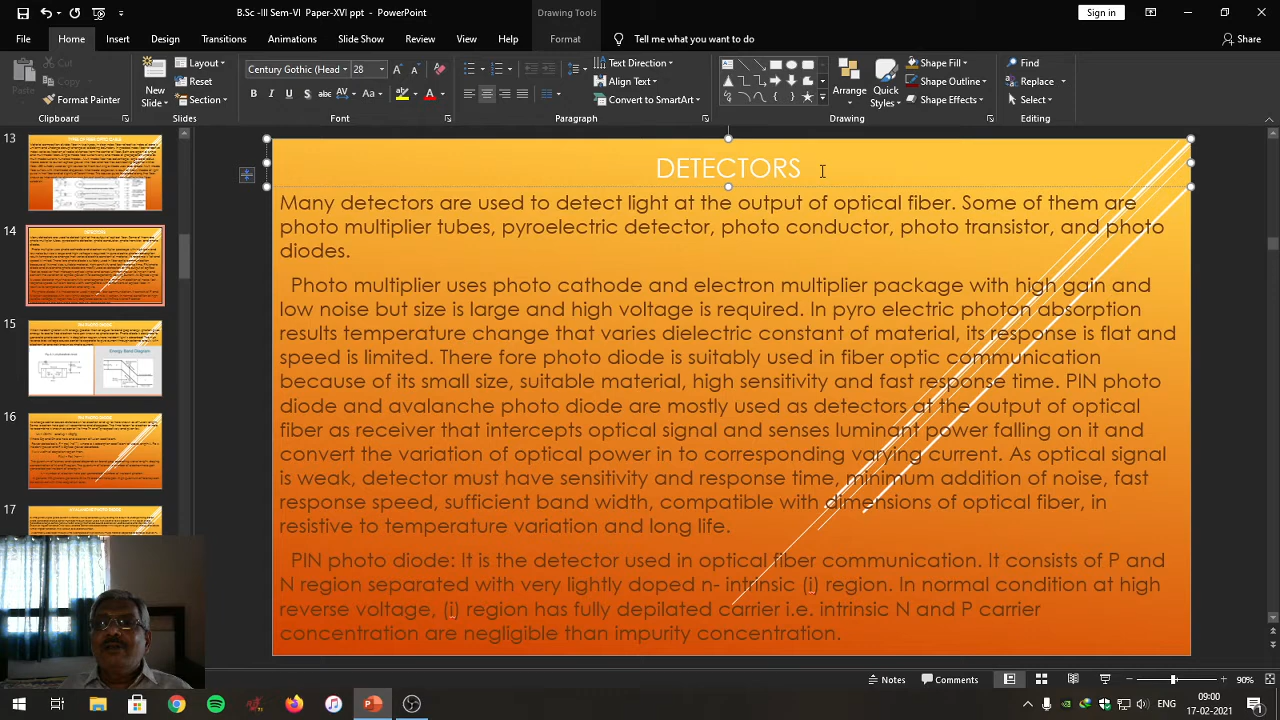 B.Sc -III Year Paper-XVI ppt - PowerPoint
Drawing Tools
Sign in
File
Home
Insert
Design
Transitions
Animations
Slide Show
Review
View
Help
Format
Tell me what you want to do
Share
Cut
Copy
Format Painter
Clipboard
New Slide
Layout
Reset
Section
Slides
Century Gothic (Head
28
Font
Text Direction
Align Text
Convert to SmartArt
Paragraph
Arrange
Quick Styles
Shape Fill
Shape Outline
Shape Effects
Drawing
Find
Replace
Select
Editing
13
14
15
Energy Band Diagram
16
17
DETECTORS
Many detectors are used to detect light at the output of optical fiber. Some of them are
photo multiplier tubes, pyroelectric detector, photo conductor, photo transistor, and photo
diodes.
Photo multiplier uses photo cathode and electron multiplier package with high gain and
low noise but size is large and high voltage is required. In pyro electric photon absorption
results temperature change that varies dielectric constant of material, its response is flat and
speed is limited. There fore photo diode is suitably used in fiber optic communication
because of its small size, suitable material, high sensitivity and fast response time. PIN photo
diode and avalanche photo diode are mostly used as detectors at the output of optical
fiber as receiver that intercepts optical signal and senses luminous power falling on it and
convert the variation of optical power in to corresponding varying current. As optical signal
is weak, detector must have sensitivity and response time, minimum addition of noise, fast
response speed, sufficient band width, compatible with dimensions of optical fiber, in
resistive to temperature variation and long life.
PIN photo diode: It is the detector used in optical fiber communication. It consists of P and
N region separated with very lightly doped n- intrinsic (i) region. In normal condition at high
reverse voltage, (i) region has fully depilated carrier i.e. intrinsic N and P carrier
concentration are negligible than impurity concentration.
Notes
Comments
90%
ENG
09:00
17-02-2021